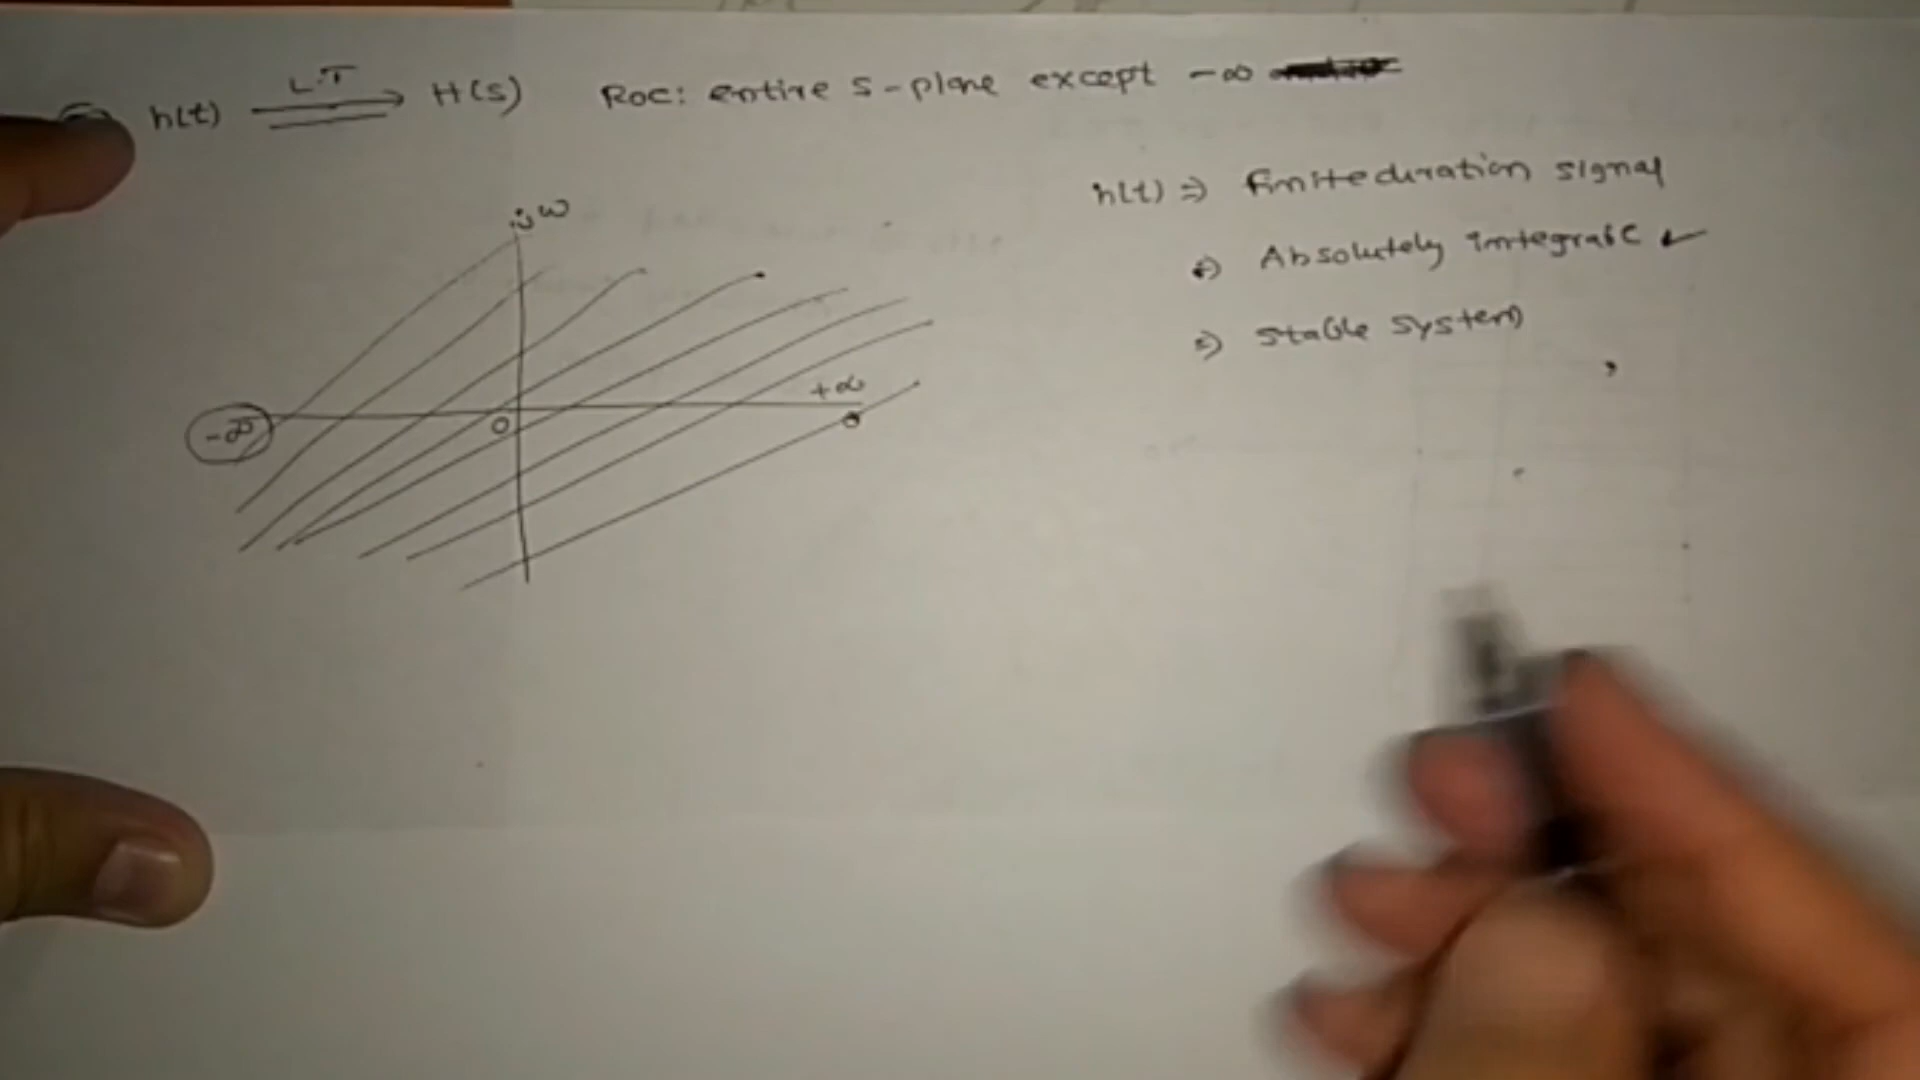 h(t) L.T H(s) ROC: entire s-plane except -∞
h(t) ⇒ finite duration signal
⇒ Absolutely integrable ✓
⇒ Stable system
jω
+∞
-∞
0